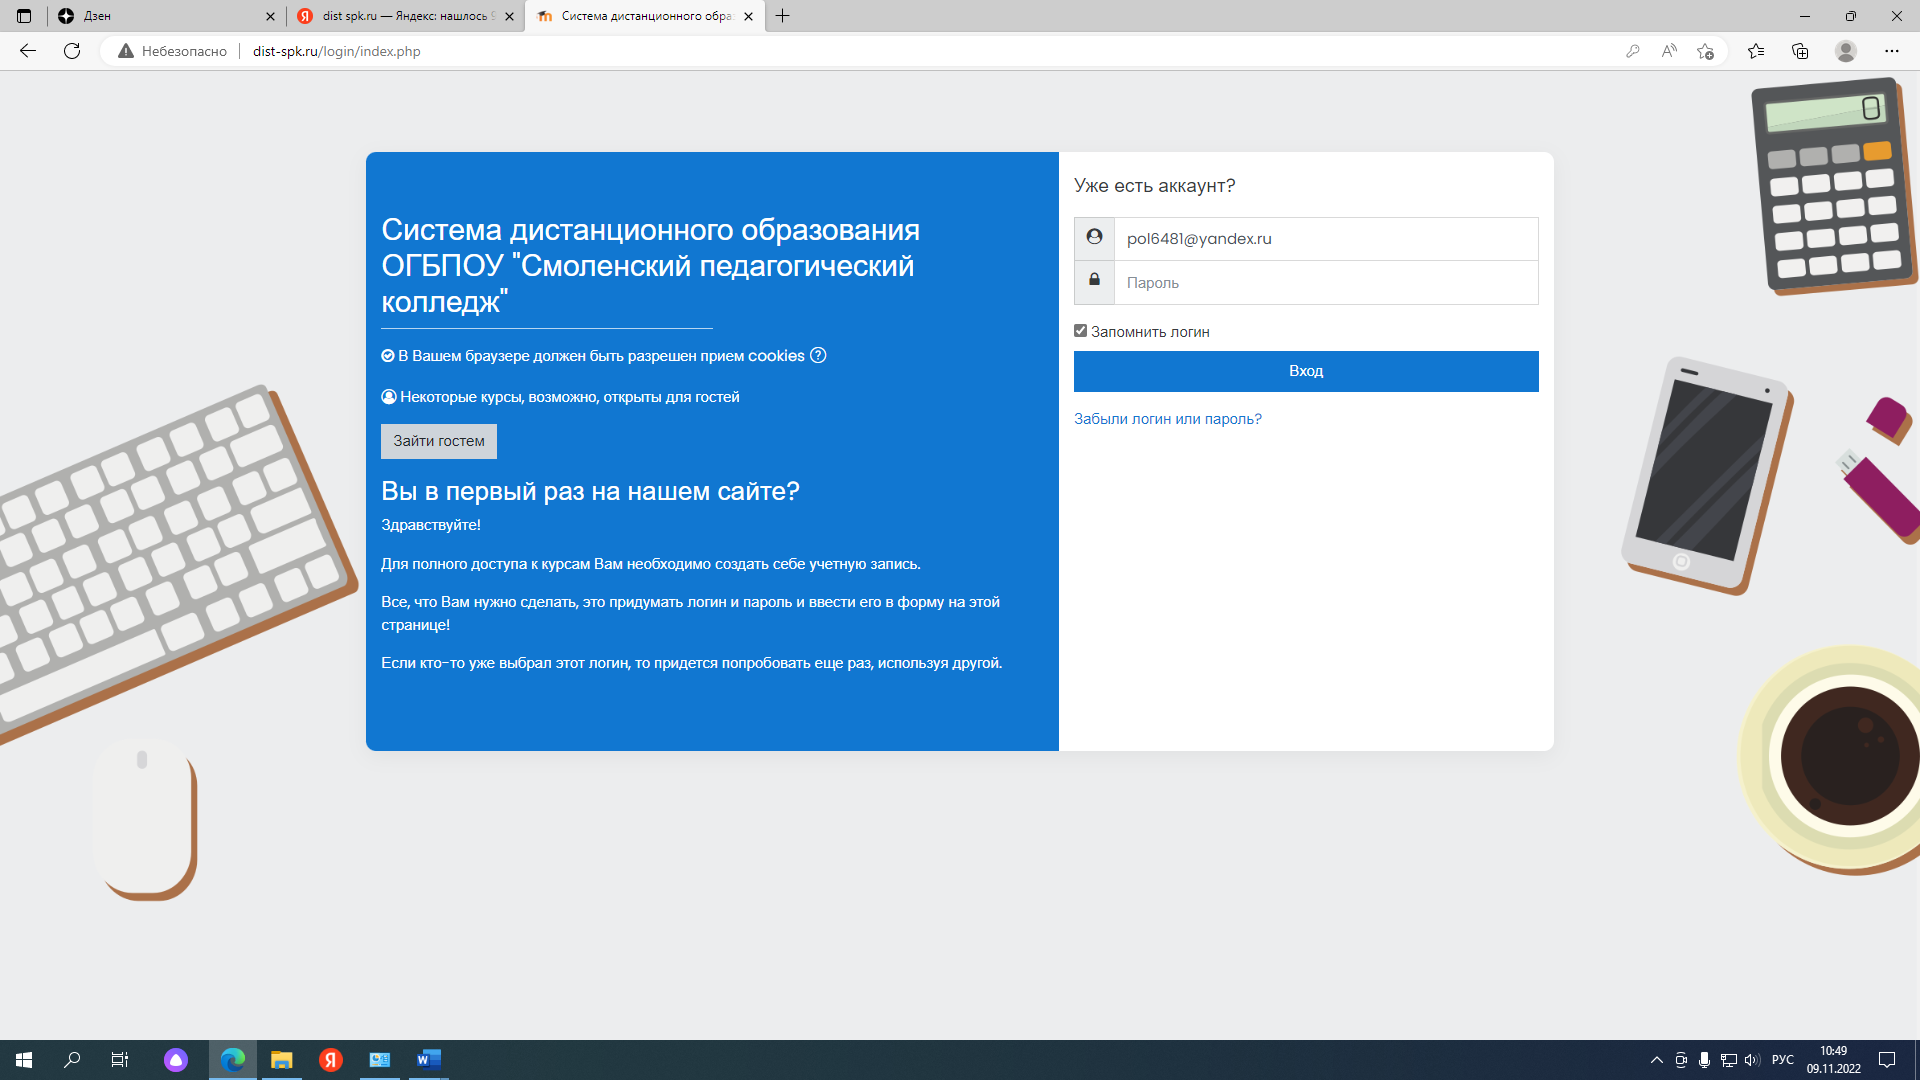 Дзен
dist spk.ru — Яндекс: нашлось
Система дистанционного обра
Небезопасно
dist-spk.ru/login/index.php
Система дистанционного образования
ОГБПОУ "Смоленский педагогический
колледж"
В Вашем браузере должен быть разрешен прием cookies
Некоторые курсы, возможно, открыты для гостей
Зайти гостем
Вы в первый раз на нашем сайте?
Здравствуйте!
Для полного доступа к курсам Вам необходимо создать себе учетную запись.
Все, что Вам нужно сделать, это придумать логин и пароль и ввести его в форму на этой
странице!
Если кто-то уже выбрал этот логин, то придется попробовать еще раз, используя другой.
Уже есть аккаунт?
pol6481@yandex.ru
Пароль
Запомнить логин
Вход
Забыли логин или пароль?
РУС
10:49
09.11.2022